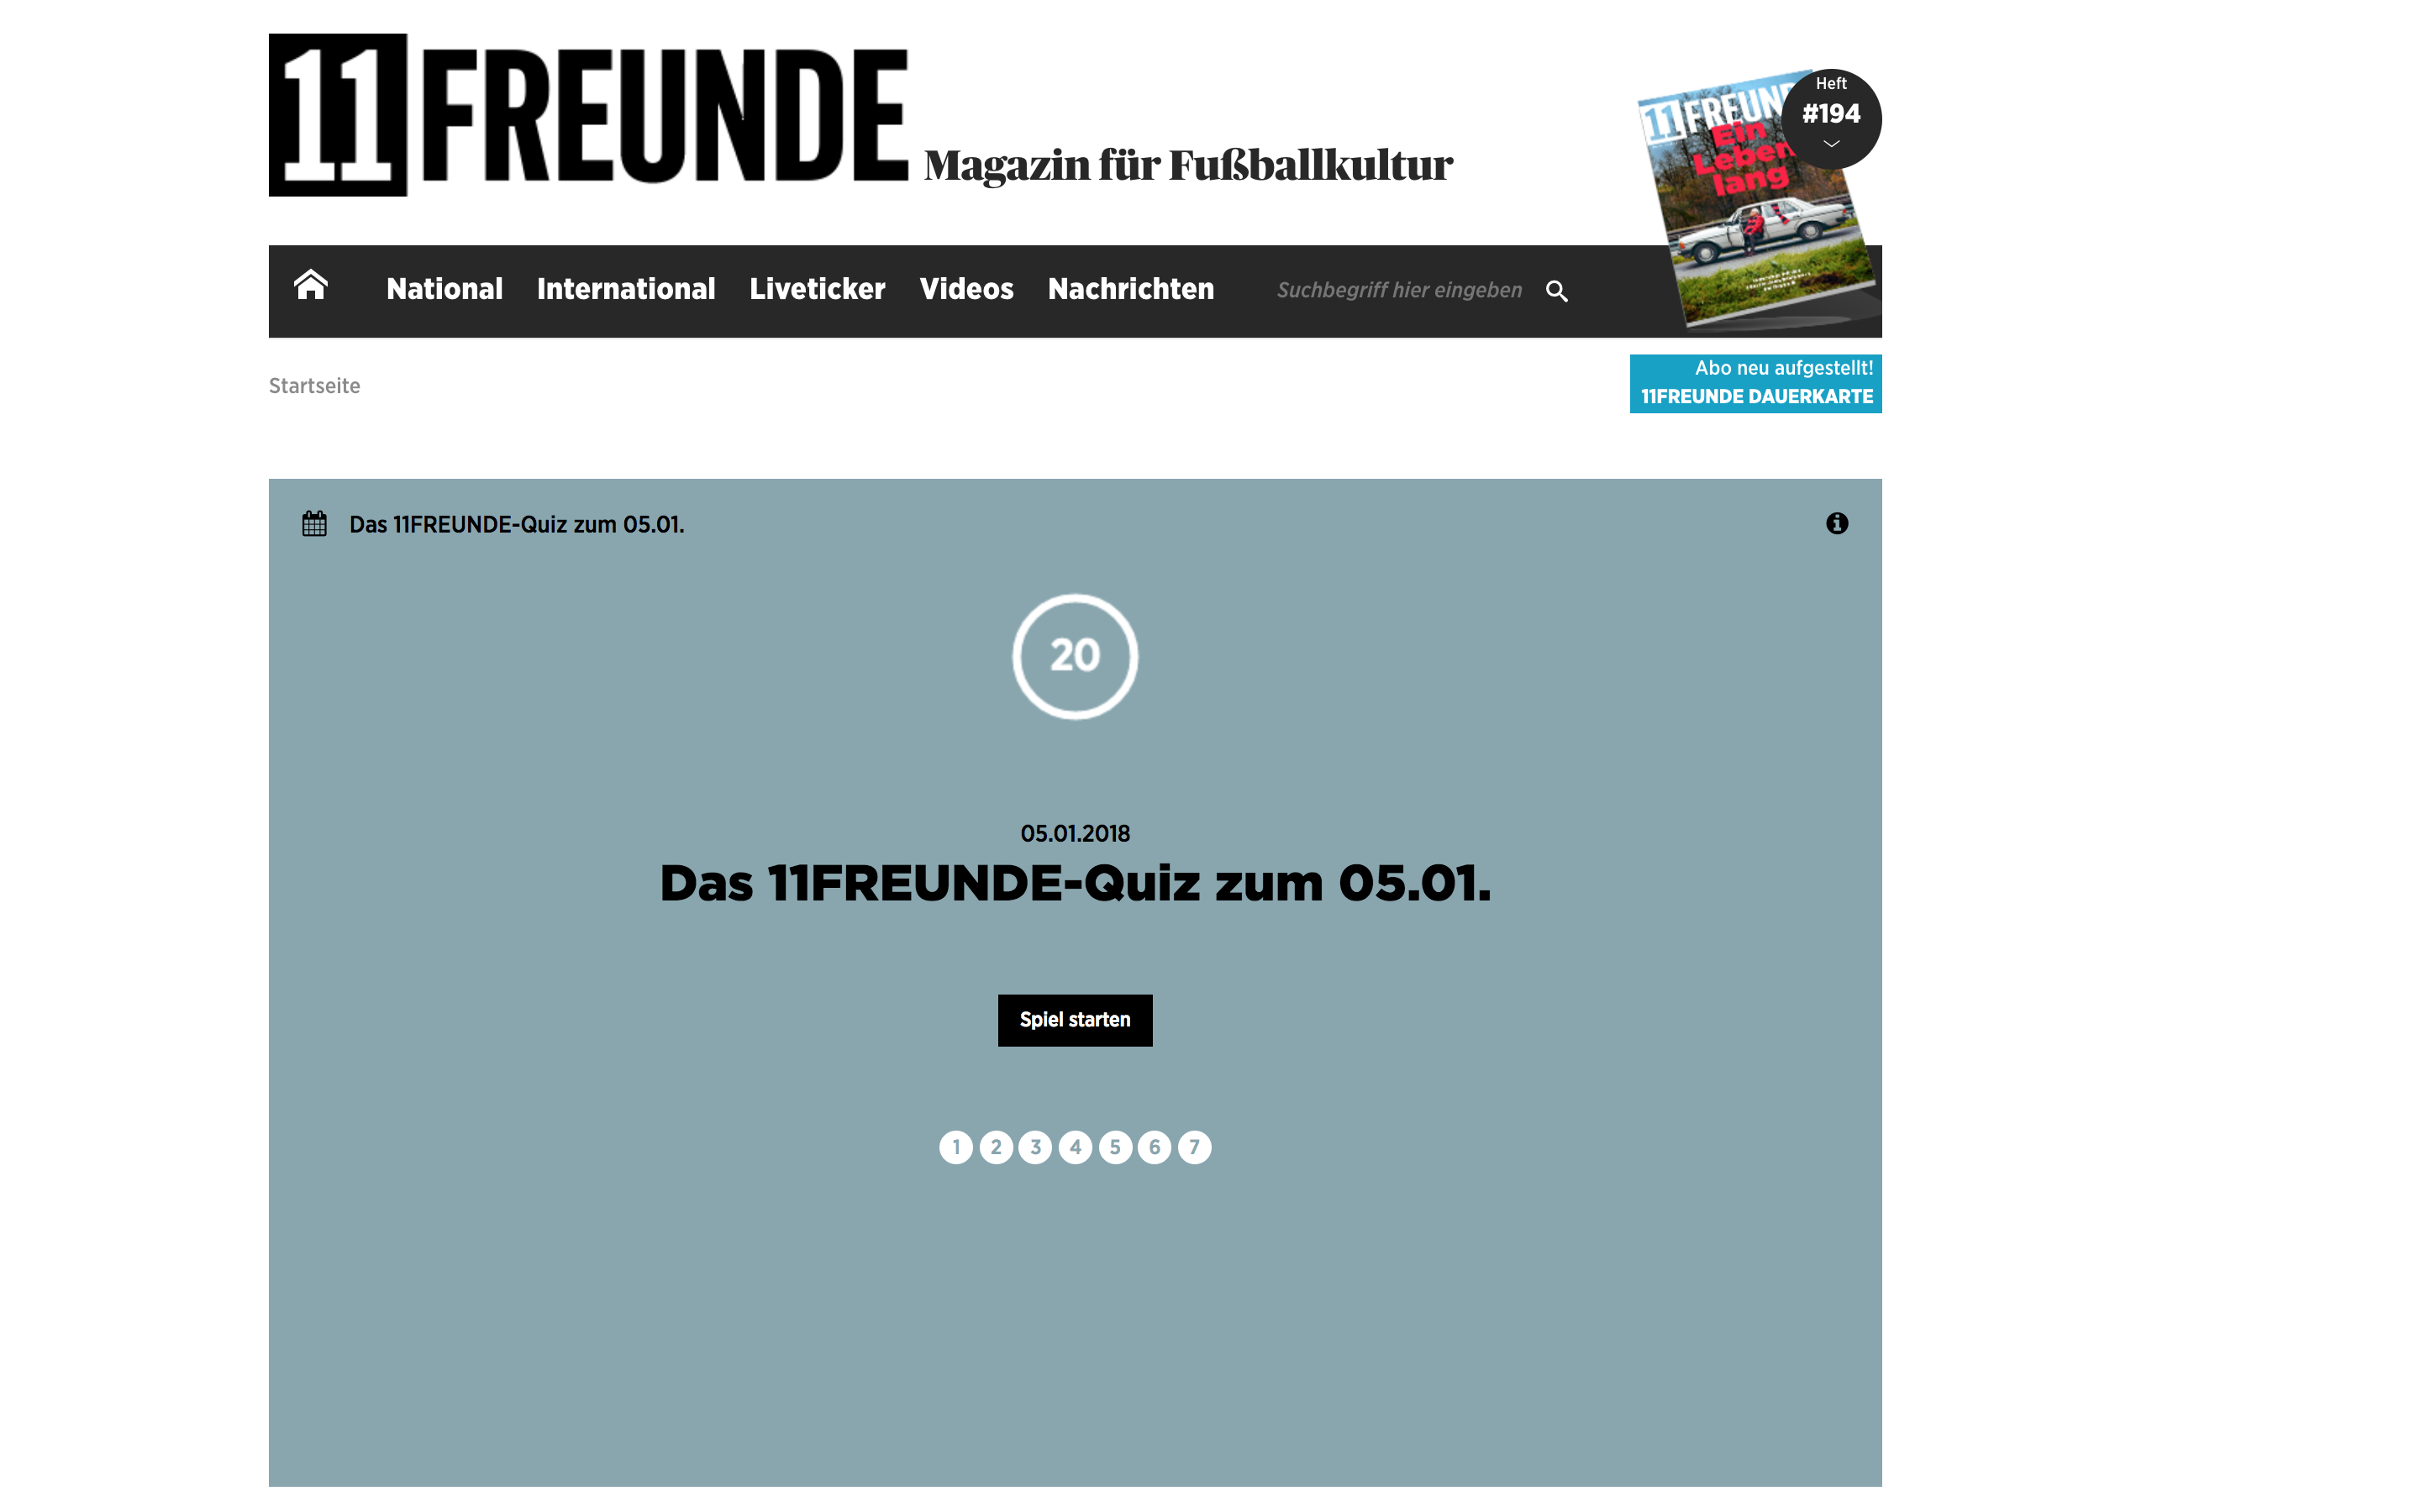 11FREUNDE Magazin für Fußballkultur
Heft
#194
11FREUNDE
Ein
Leben
lang
National International Liveticker Videos Nachrichten Suchbegriff hier eingeben
Startseite
Abo neu aufgestellt!
11FREUNDE DAUERKARTE
Das 11FREUNDE-Quiz zum 05.01.
20
05.01.2018
Das 11FREUNDE-Quiz zum 05.01.
Spiel starten
1 2 3 4 5 6 7